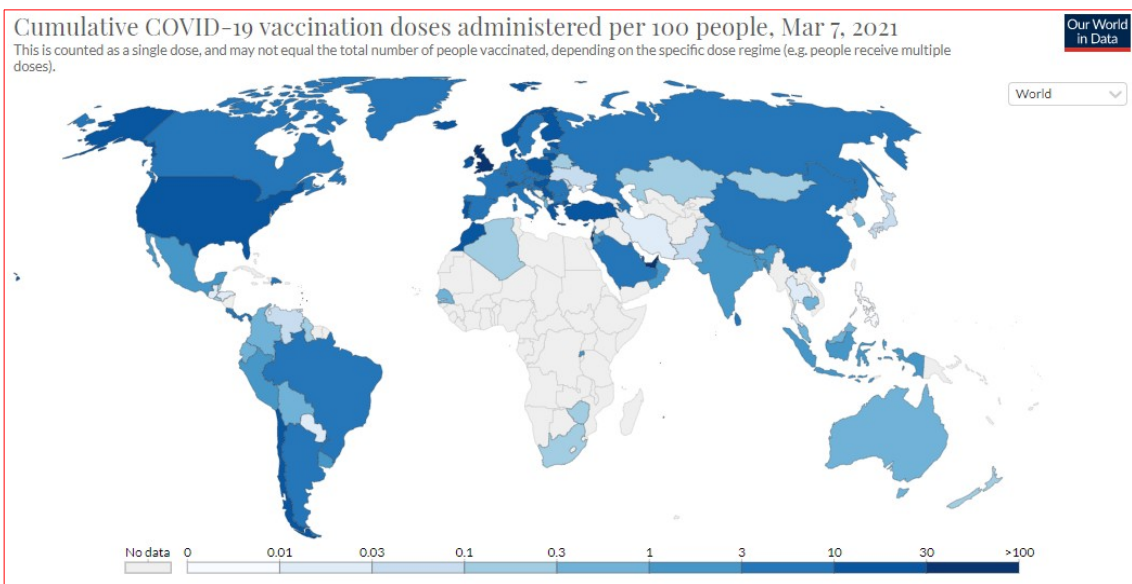 Cumulative COVID-19 vaccination doses administered per 100 people, Mar 7, 2021
This is counted as a single dose, and may not equal the total number of people vaccinated, depending on the specific dose regime (e.g. people receive multiple
doses).
Our World
in Data
World
No data 0 0.01 0.03 0.1 0.3 1 3 10 30 >100